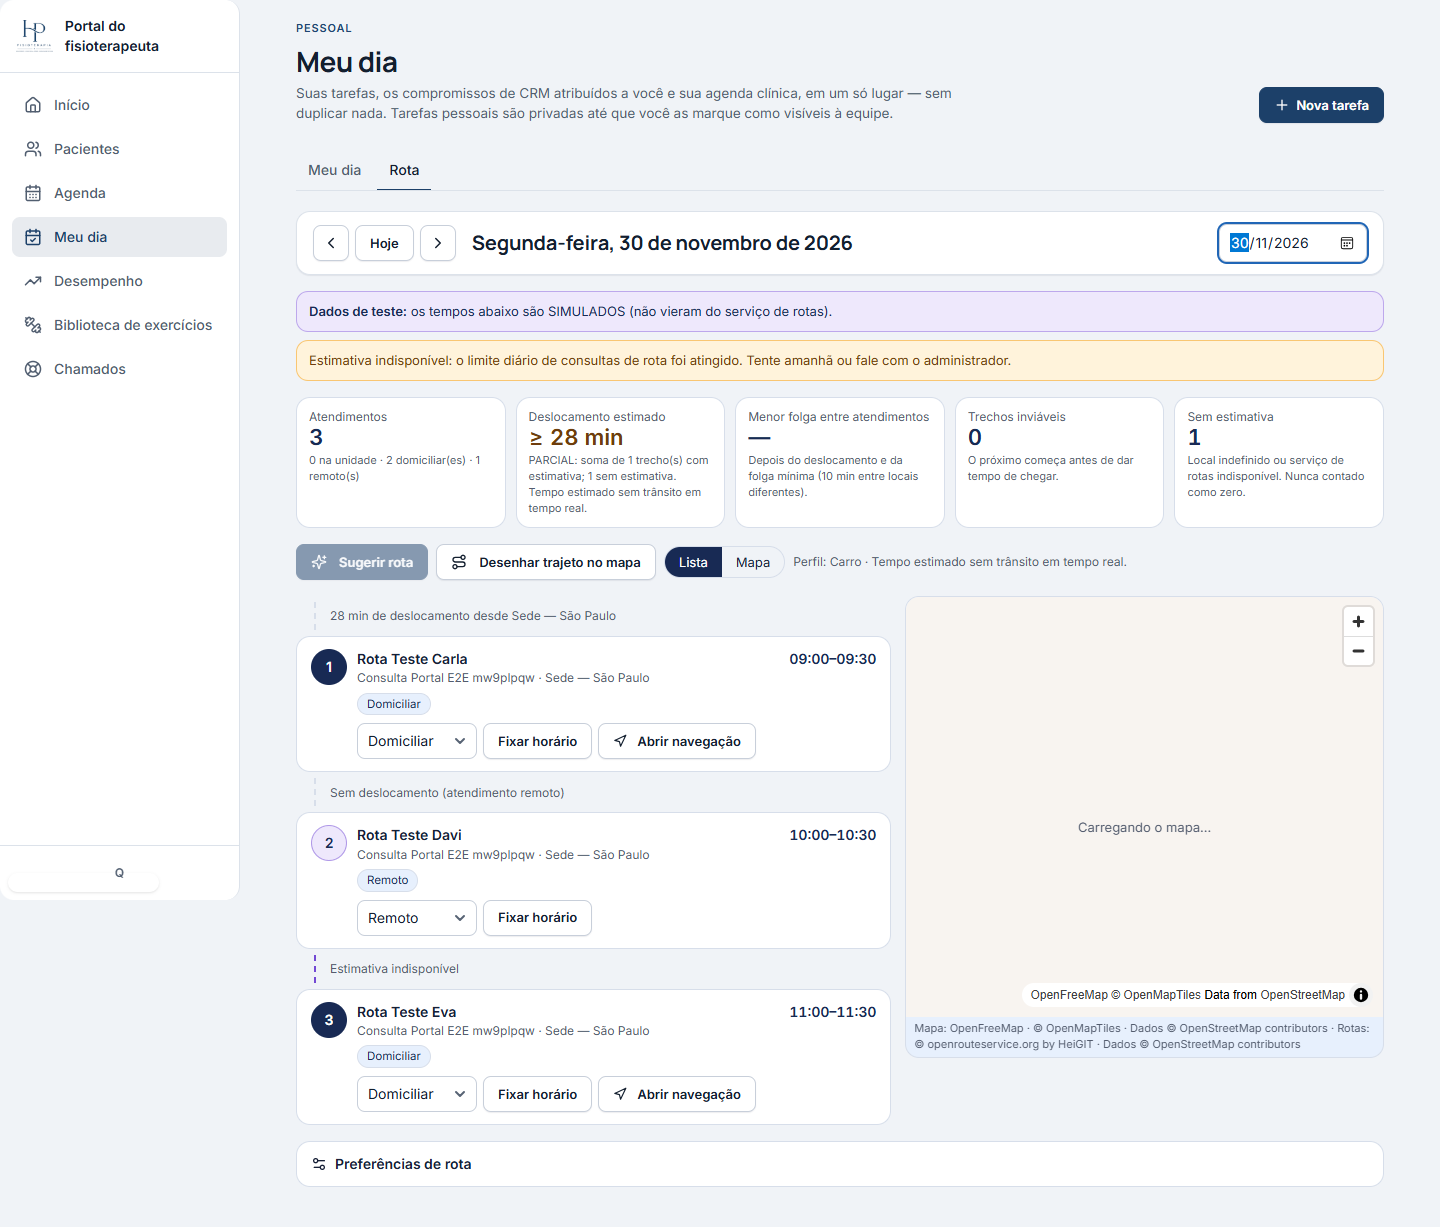 Portal do
fisioterapeuta
Início
Pacientes
Agenda
Meu dia
Desempenho
Biblioteca de exercícios
Chamados
Q
PESSOAL
Meu dia
Suas tarefas, os compromissos de CRM atribuídos a você e sua agenda clínica, em um só lugar — sem
duplicar nada. Tarefas pessoais são privadas até que você as marque como visíveis à equipe.
Nova tarefa
Meu dia
Rota
Hoje
Segunda-feira, 30 de novembro de 2026
30/11/2026
Dados de teste: os tempos abaixo são SIMULADOS (não vieram do serviço de rotas).
Estimativa indisponível: o limite diário de consultas de rota foi atingido. Tente amanhã ou fale com o administrador.
Atendimentos
3
0 na unidade · 2 domiciliar(es) · 1
remoto(s)
Deslocamento estimado
≥ 28 min
PARCIAL: soma de 1 trecho(s) com
estimativa; 1 sem estimativa.
Tempo estimado sem trânsito em
tempo real.
Menor folga entre atendimentos
—
Depois do deslocamento e da
folga mínima (10 min entre locais
diferentes).
Trechos inviáveis
0
O próximo começa antes de dar
tempo de chegar.
Sem estimativa
1
Local indefinido ou serviço de
rotas indisponível. Nunca contado
como zero.
Sugerir rota
Desenhar trajeto no mapa
Lista
Mapa
Perfil: Carro · Tempo estimado sem trânsito em tempo real.
28 min de deslocamento desde Sede — São Paulo
1
Rota Teste Carla
09:00–09:30
Consulta Portal E2E mw9plpqw · Sede — São Paulo
Domiciliar
Domiciliar
Fixar horário
Abrir navegação
Sem deslocamento (atendimento remoto)
2
Rota Teste Davi
10:00–10:30
Consulta Portal E2E mw9plpqw · Sede — São Paulo
Remoto
Remoto
Fixar horário
Estimativa indisponível
3
Rota Teste Eva
11:00–11:30
Consulta Portal E2E mw9plpqw · Sede — São Paulo
Domiciliar
Domiciliar
Fixar horário
Abrir navegação
Carregando o mapa...
OpenFreeMap © OpenMapTiles Data from OpenStreetMap
Mapa: OpenFreeMap · © OpenMapTiles · Dados © OpenStreetMap contributors · Rotas:
© openrouteservice.org by HeiGIT · Dados © OpenStreetMap contributors
Preferências de rota